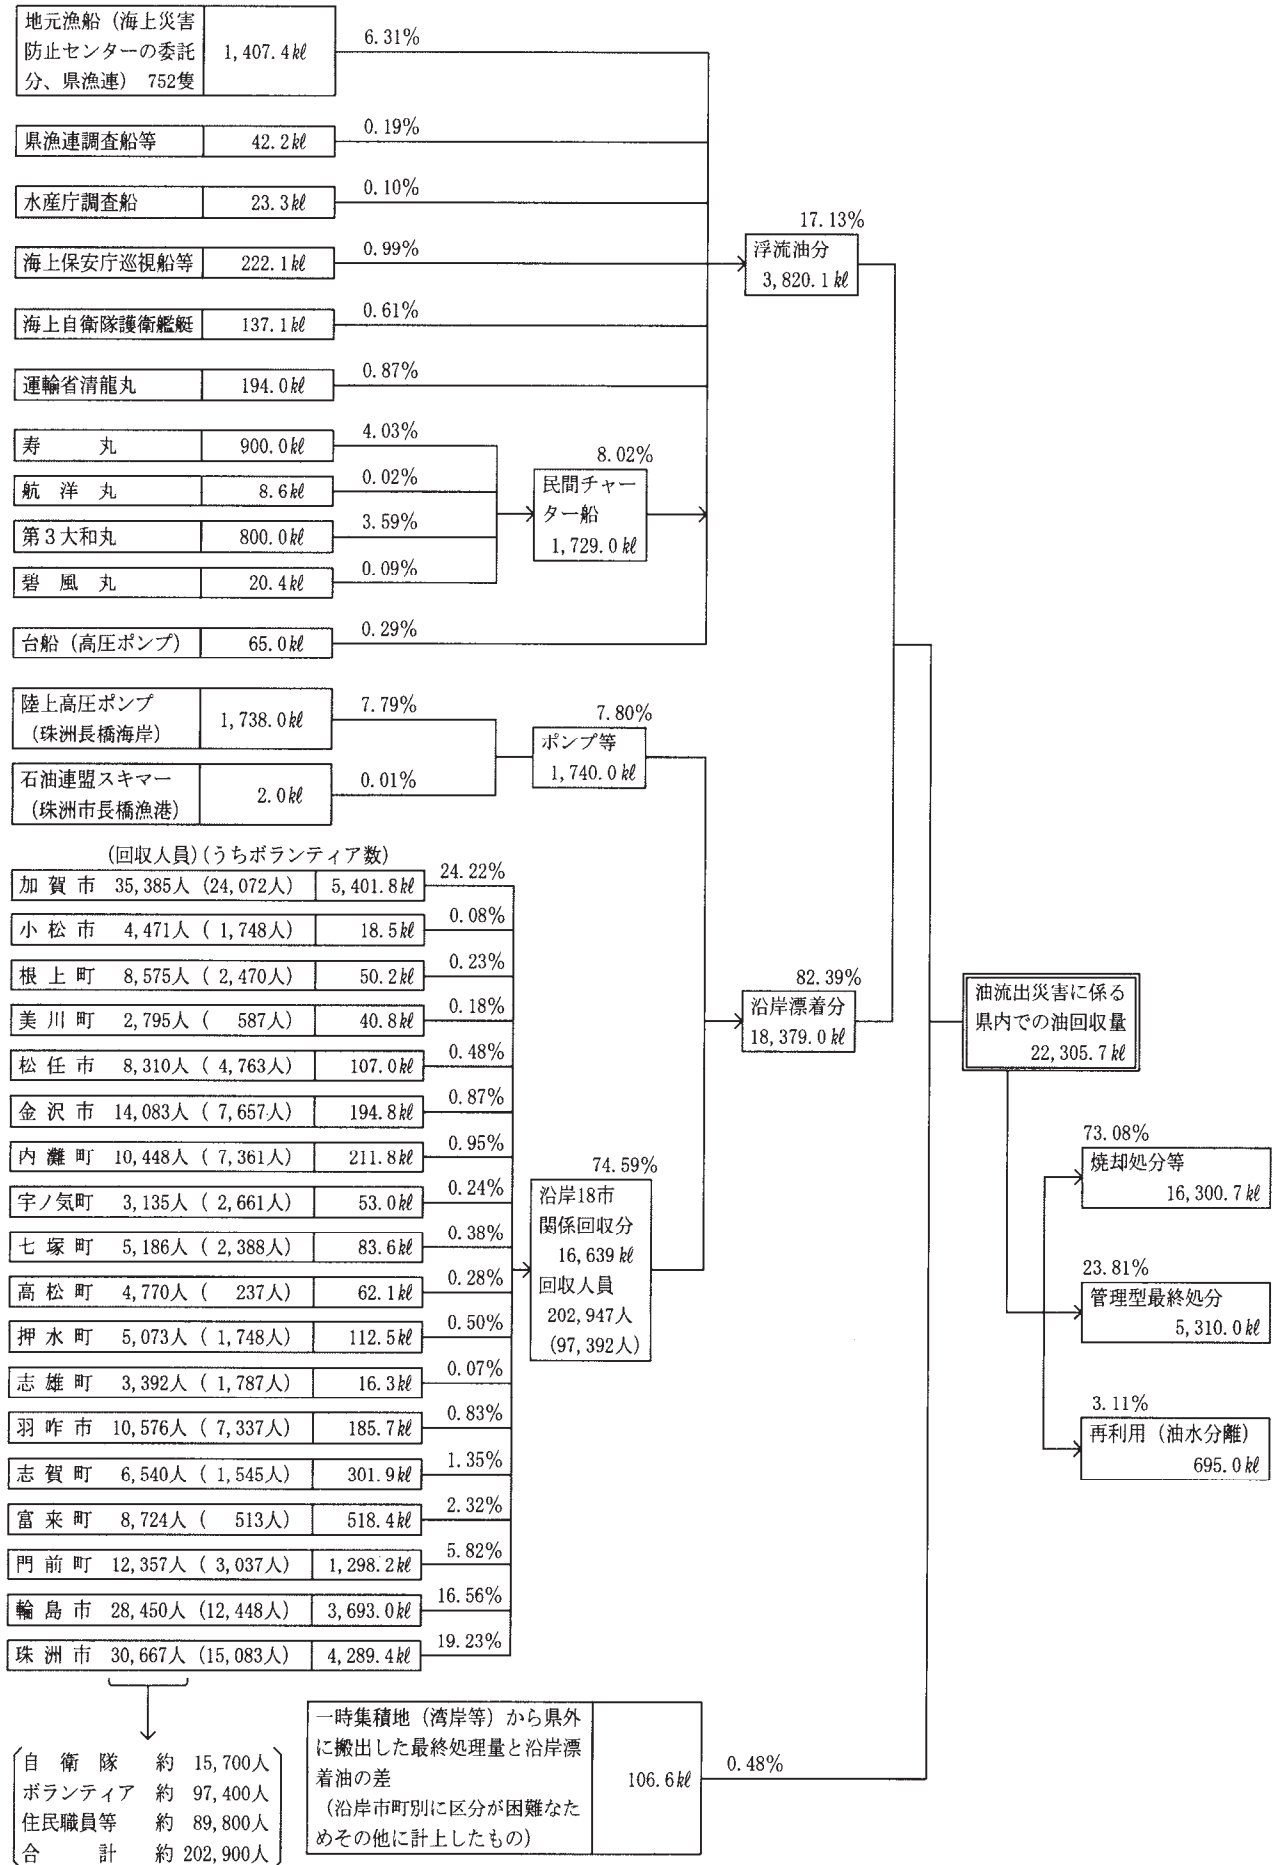 地元漁船（海上災害
防止センターの委託
分、県漁連） 752隻
1,407.4㎘
6.31%
県漁連調査船等 42.2㎘ 0.19%
水産庁調査船 23.3㎘ 0.10%
海上保安庁巡視船等 222.1㎘ 0.99%
海上自衛隊護衛艦艇 137.1㎘ 0.61%
運輸省清龍丸 194.0㎘ 0.87%
寿丸 900.0㎘ 4.03%
航洋丸 8.6㎘ 0.02%
第3大和丸 800.0㎘ 3.59%
碧風丸 20.4㎘ 0.09%
8.02%
民間チャー
ター船
1,729.0㎘
台船（高圧ポンプ） 65.0㎘ 0.29%
17.13%
浮流油分
3,820.1㎘
陸上高圧ポンプ
（珠洲長橋海岸）
1,738.0㎘
7.79%
石油連盟スキマー
（珠洲市長橋漁港）
2.0㎘
0.01%
7.80%
ポンプ等
1,740.0㎘
(回収人員)(うちボランティア数)
加賀市 35,385人 (24,072人) 5,401.8㎘ 24.22%
小松市 4,471人 ( 1,748人) 18.5㎘ 0.08%
根上町 8,575人 ( 2,470人) 50.2㎘ 0.23%
美川町 2,795人 ( 587人) 40.8㎘ 0.18%
松任市 8,310人 ( 4,763人) 107.0㎘ 0.48%
金沢市 14,083人 ( 7,657人) 194.8㎘ 0.87%
内灘町 10,448人 ( 7,361人) 211.8㎘ 0.95%
宇ノ気町 3,135人 ( 2,661人) 53.0㎘ 0.24%
七塚町 5,186人 ( 2,388人) 83.6㎘ 0.38%
高松町 4,770人 ( 237人) 62.1㎘ 0.28%
押水町 5,073人 ( 1,748人) 112.5㎘ 0.50%
志雄町 3,392人 ( 1,787人) 16.3㎘ 0.07%
羽咋市 10,576人 ( 7,337人) 185.7㎘ 0.83%
志賀町 6,540人 ( 1,545人) 301.9㎘ 1.35%
富来町 8,724人 ( 513人) 518.4㎘ 2.32%
門前町 12,357人 ( 3,037人) 1,298.2㎘ 5.82%
輪島市 28,450人 (12,448人) 3,693.0㎘ 16.56%
珠洲市 30,667人 (15,083人) 4,289.4㎘ 19.23%
74.59%
沿岸18市
関係回収分
16,639㎘
回収人員
202,947人
(97,392人)
82.39%
沿岸漂着分
18,379.0㎘
油流出災害に係る
県内での油回収量
22,305.7㎘
73.08%
焼却処分等
16,300.7㎘
23.81%
管理型最終処分
5,310.0㎘
3.11%
再利用（油水分離）
695.0㎘
自衛隊 約 15,700人
ボランティア 約 97,400人
住民職員等 約 89,800人
合計 約 202,900人
一時集積地（湾岸等）から県外
に搬出した最終処理量と沿岸漂
着油の差
（沿岸市町別に区分が困難なた
めその他に計上したもの）
106.6㎘
0.48%